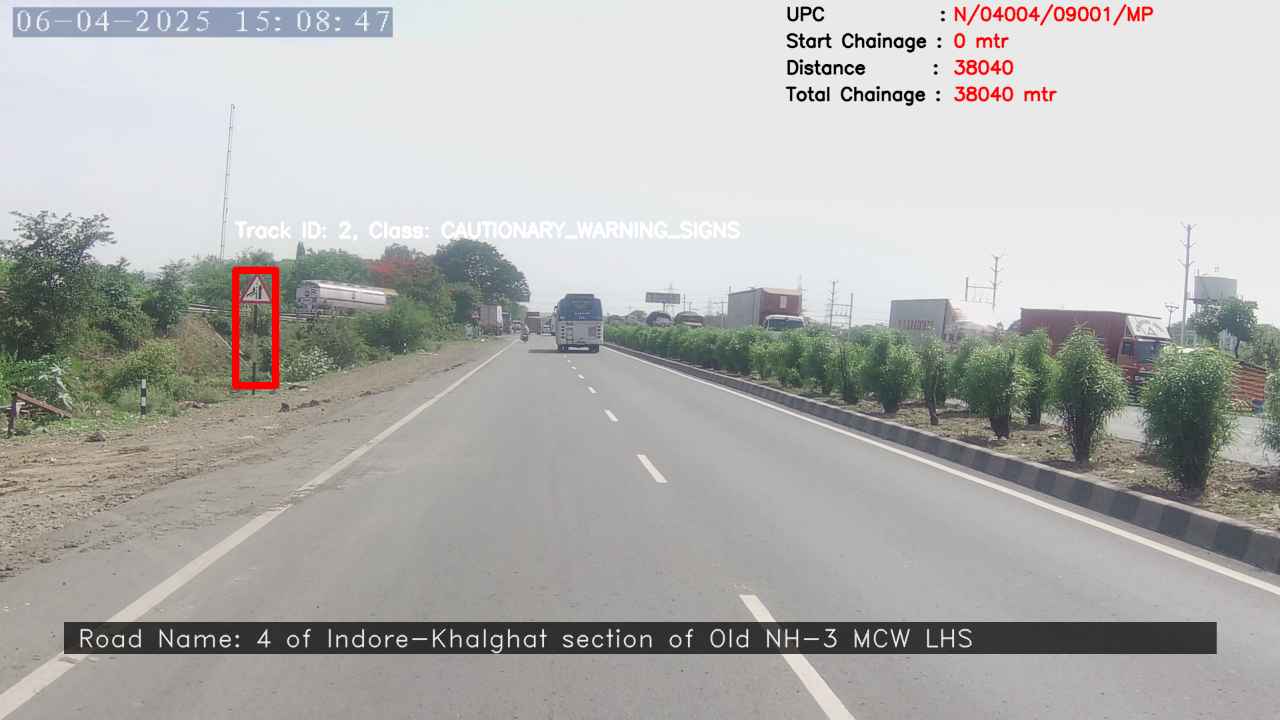 06-04-2025 15:08:47
UPC : N/04004/09001/MP
Start Chainage : 0 mtr
Distance : 38040
Total Chainage : 38040 mtr
Track ID: 2, Class: CAUTIONARY_WARNING_SIGNS
Road Name: 4 of Indore-Khalghat section of Old NH-3 MCW LHS